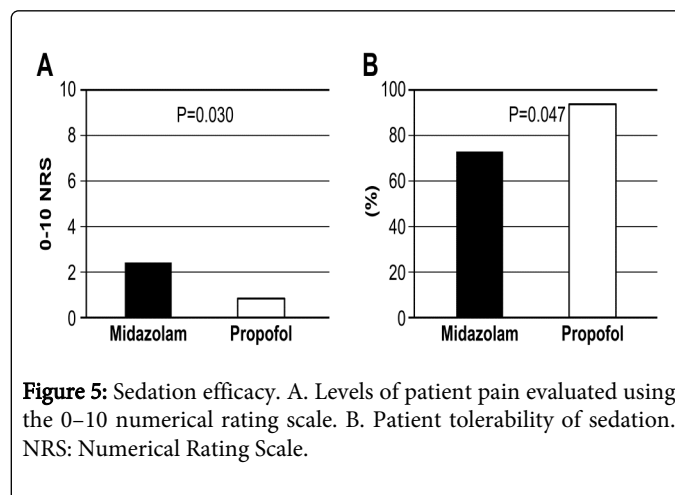 A
B
10
8
6
4
2
0
0-10 NRS
P=0.030
Midazolam Propofol
100
80
60
40
20
0
(%)
P=0.047
Midazolam Propofol
Figure 5: Sedation efficacy. A. Levels of patient pain evaluated using
the 0–10 numerical rating scale. B. Patient tolerability of sedation.
NRS: Numerical Rating Scale.